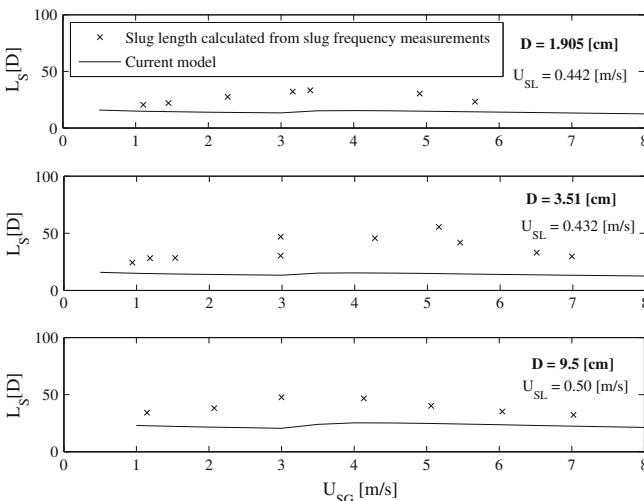 100
50
0
L_S[D]
× Slug length calculated from slug frequency measurements
Current model
D = 1.905 [cm]
U_SL = 0.442 [m/s]
0 1 2 3 4 5 6 7 8
100
50
0
L_S[D]
D = 3.51 [cm]
U_SL = 0.432 [m/s]
0 1 2 3 4 5 6 7 8
100
50
0
L_S[D]
D = 9.5 [cm]
U_SL = 0.50 [m/s]
0 1 2 3 4 5 6 7 8
U_SG [m/s]